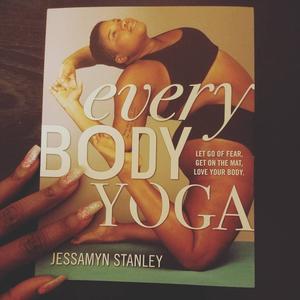 every
BODY
YOGA
LET GO OF FEAR.
GET ON THE MAT.
LOVE YOUR BODY.
JESSAMYN STANLEY